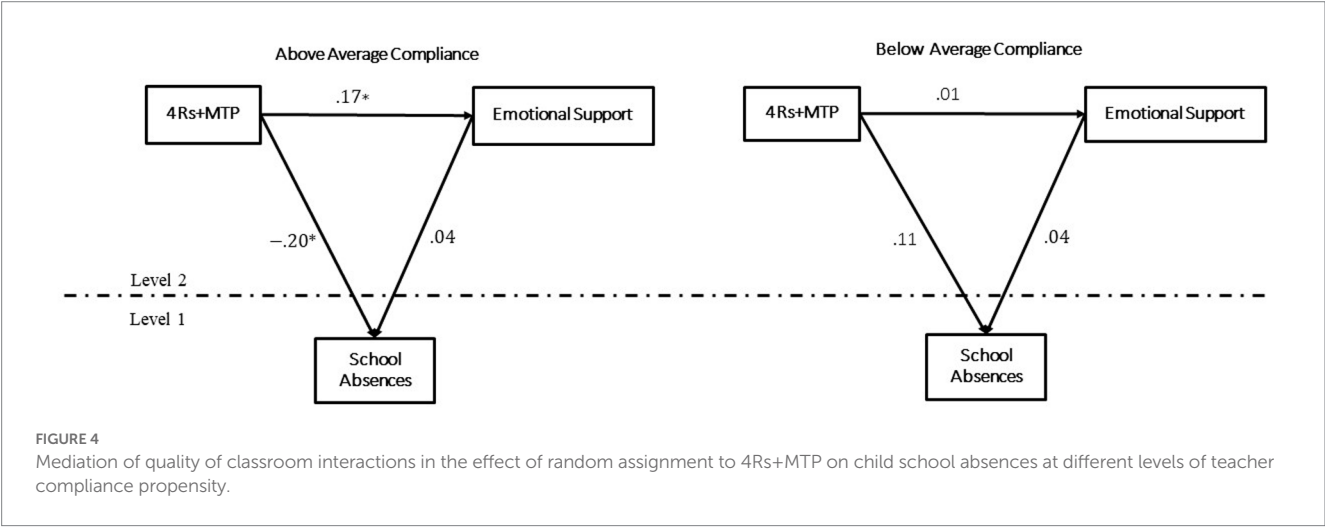 Above Average Compliance
4Rs+MTP
.17*
Emotional Support
−.20*
.04
School
Absences
Below Average Compliance
4Rs+MTP
.01
Emotional Support
.11
.04
School
Absences
Level 2
Level 1
FIGURE 4
Mediation of quality of classroom interactions in the effect of random assignment to 4Rs+MTP on child school absences at different levels of teacher
compliance propensity.